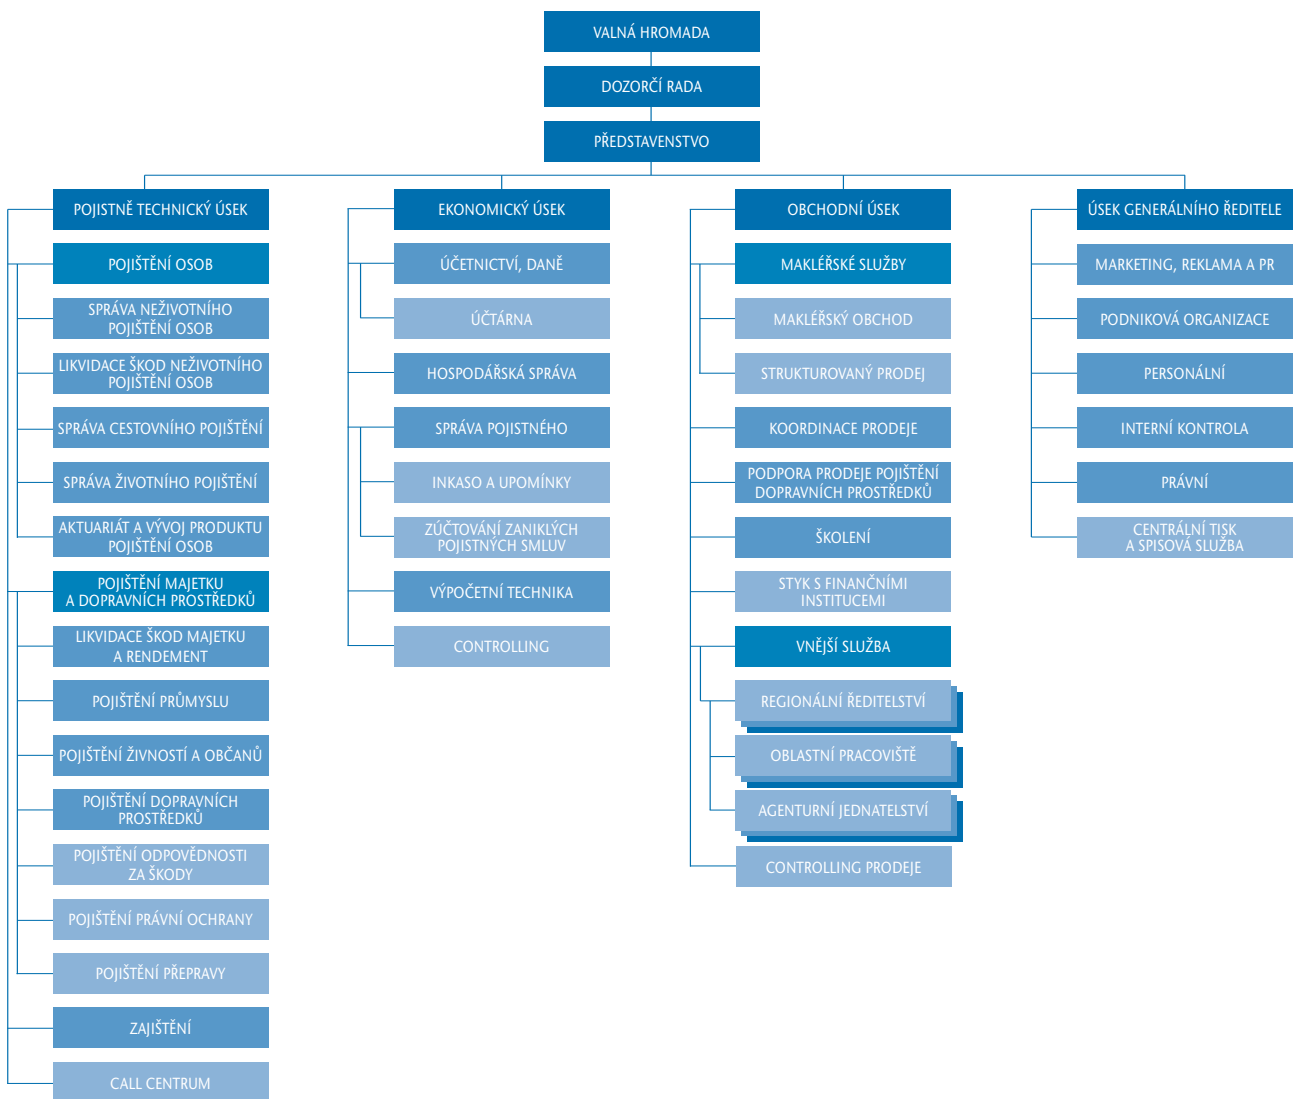 VALNÁ HROMADA
DOZORČÍ RADA
PŘEDSTAVENSTVO
POJISTNĚ TECHNICKÝ ÚSEK
POJIŠTĚNÍ OSOB
SPRÁVA NEŽIVOTNÍHO
POJIŠTĚNÍ OSOB
LIKVIDACE ŠKOD NEŽIVOTNÍHO
POJIŠTĚNÍ OSOB
SPRÁVA CESTOVNÍHO POJIŠTĚNÍ
SPRÁVA ŽIVOTNÍHO POJIŠTĚNÍ
AKTUARIÁT A VÝVOJ PRODUKTU
POJIŠTĚNÍ OSOB
POJIŠTĚNÍ MAJETKU
A DOPRAVNÍCH PROSTŘEDKŮ
LIKVIDACE ŠKOD MAJETKU
A RENDEMENT
POJIŠTĚNÍ PRŮMYSLU
POJIŠTĚNÍ ŽIVNOSTÍ A OBČANŮ
POJIŠTĚNÍ DOPRAVNÍCH
PROSTŘEDKŮ
POJIŠTĚNÍ ODPOVĚDNOSTI
ZA ŠKODY
POJIŠTĚNÍ PRÁVNÍ OCHRANY
POJIŠTĚNÍ PŘEPRAVY
ZAJIŠTĚNÍ
CALL CENTRUM
EKONOMICKÝ ÚSEK
ÚČETNICTVÍ, DANĚ
ÚČTÁRNA
HOSPODÁŘSKÁ SPRÁVA
SPRÁVA POJISTNÉHO
INKASO A UPOMÍNKY
ZÚČTOVÁNÍ ZANIKLÝCH
POJISTNÝCH SMLUV
VÝPOČETNÍ TECHNIKA
CONTROLLING
OBCHODNÍ ÚSEK
MAKLÉŘSKÉ SLUŽBY
MAKLÉŘSKÝ OBCHOD
STRUKTUROVANÝ PRODEJ
KOORDINACE PRODEJE
PODPORA PRODEJE POJIŠTĚNÍ
DOPRAVNÍCH PROSTŘEDKŮ
ŠKOLENÍ
STYK S FINANČNÍMI
INSTITUCEMI
VNĚJŠÍ SLUŽBA
REGIONÁLNÍ ŘEDITELSTVÍ
OBLASTNÍ PRACOVIŠTĚ
AGENTURNÍ JEDNATELSTVÍ
CONTROLLING PRODEJE
ÚSEK GENERÁLNÍHO ŘEDITELE
MARKETING, REKLAMA A PR
PODNIKOVÁ ORGANIZACE
PERSONÁLNÍ
INTERNÍ KONTROLA
PRÁVNÍ
CENTRÁLNÍ TISK
A SPISOVÁ SLUŽBA